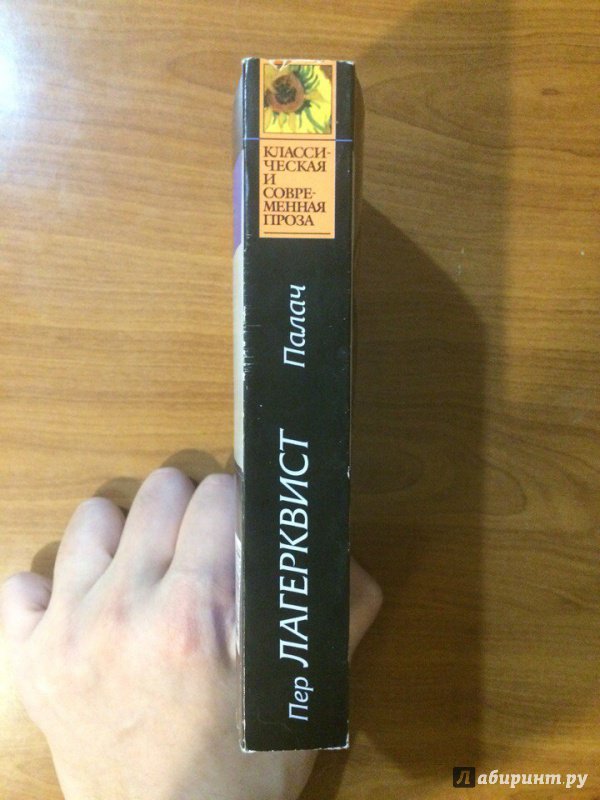 КЛАССИ-
ЧЕСКАЯ
И
СОВРЕ-
МЕННАЯ
ПРОЗА
Пер ЛАГЕРКВИСТ Палач
Лабиринт.ру